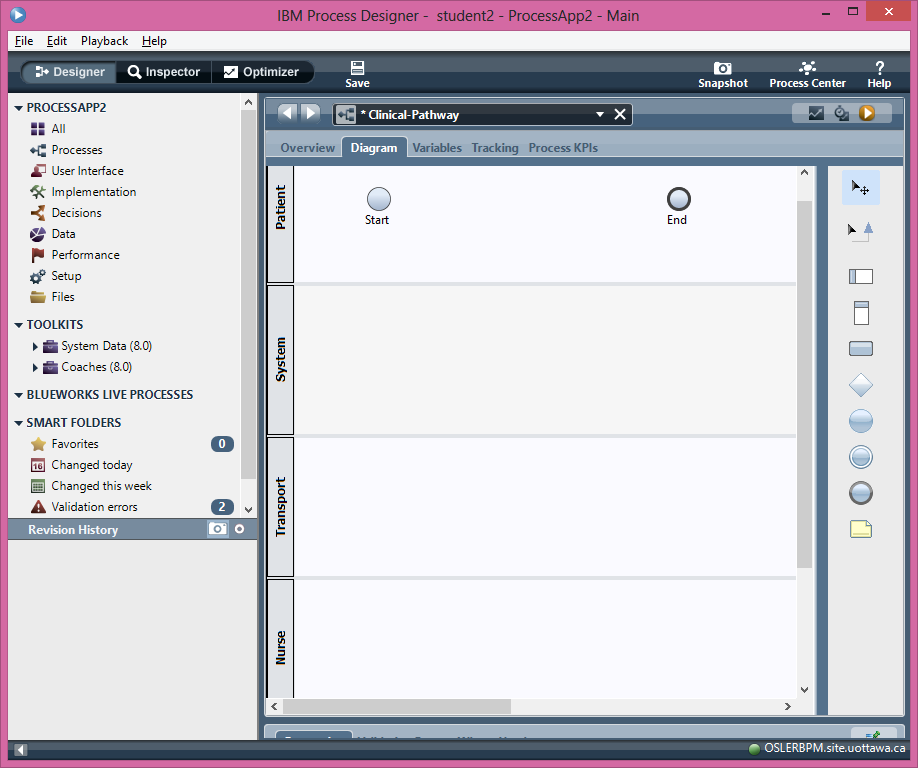 IBM Process Designer - student2 - ProcessApp2 - Main
File Edit Playback Help
Designer Inspector Optimizer Save Snapshot Process Center Help
PROCESSAPP2
All
Processes
User Interface
Implementation
Decisions
Data
Performance
Setup
Files
TOOLKITS
System Data (8.0)
Coaches (8.0)
BLUEWORKS LIVE PROCESSES
SMART FOLDERS
Favorites 0
16 Changed today
Changed this week
Validation errors 2
Revision History
* Clinical-Pathway
Overview Diagram Variables Tracking Process KPIs
Patient
Start End
System
Transport
Nurse
OSLERBPM.site.uottawa.ca